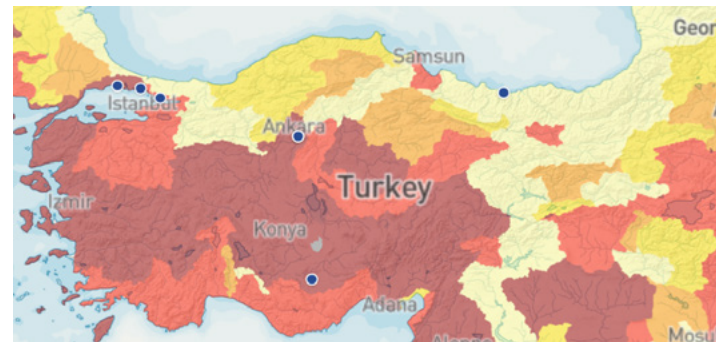 Geor
Samsun
Istanbul
Ankara
Turkey
Izmir
Konya
Adana
Mosu